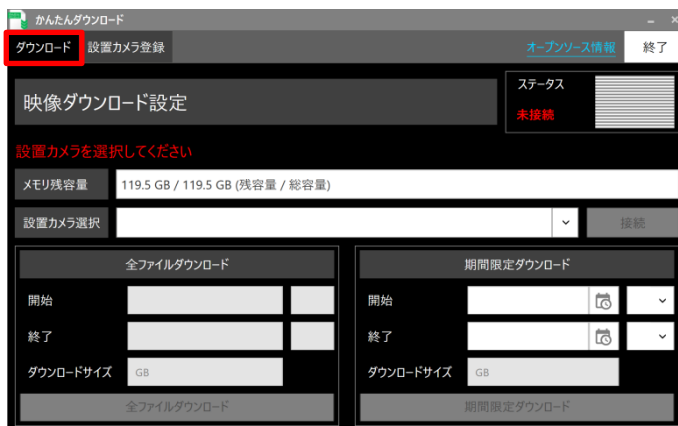 かんたんダウンロード
ダウンロード 設置カメラ登録 オープンソース情報 終了
映像ダウンロード設定
ステータス
未接続
設置カメラを選択してください
メモリ残容量 119.5 GB / 119.5 GB (残容量 / 総容量)
設置カメラ選択 接続
全ファイルダウンロード 期間限定ダウンロード
開始 開始
終了 終了
ダウンロードサイズ GB ダウンロードサイズ GB
全ファイルダウンロード 期間限定ダウンロード